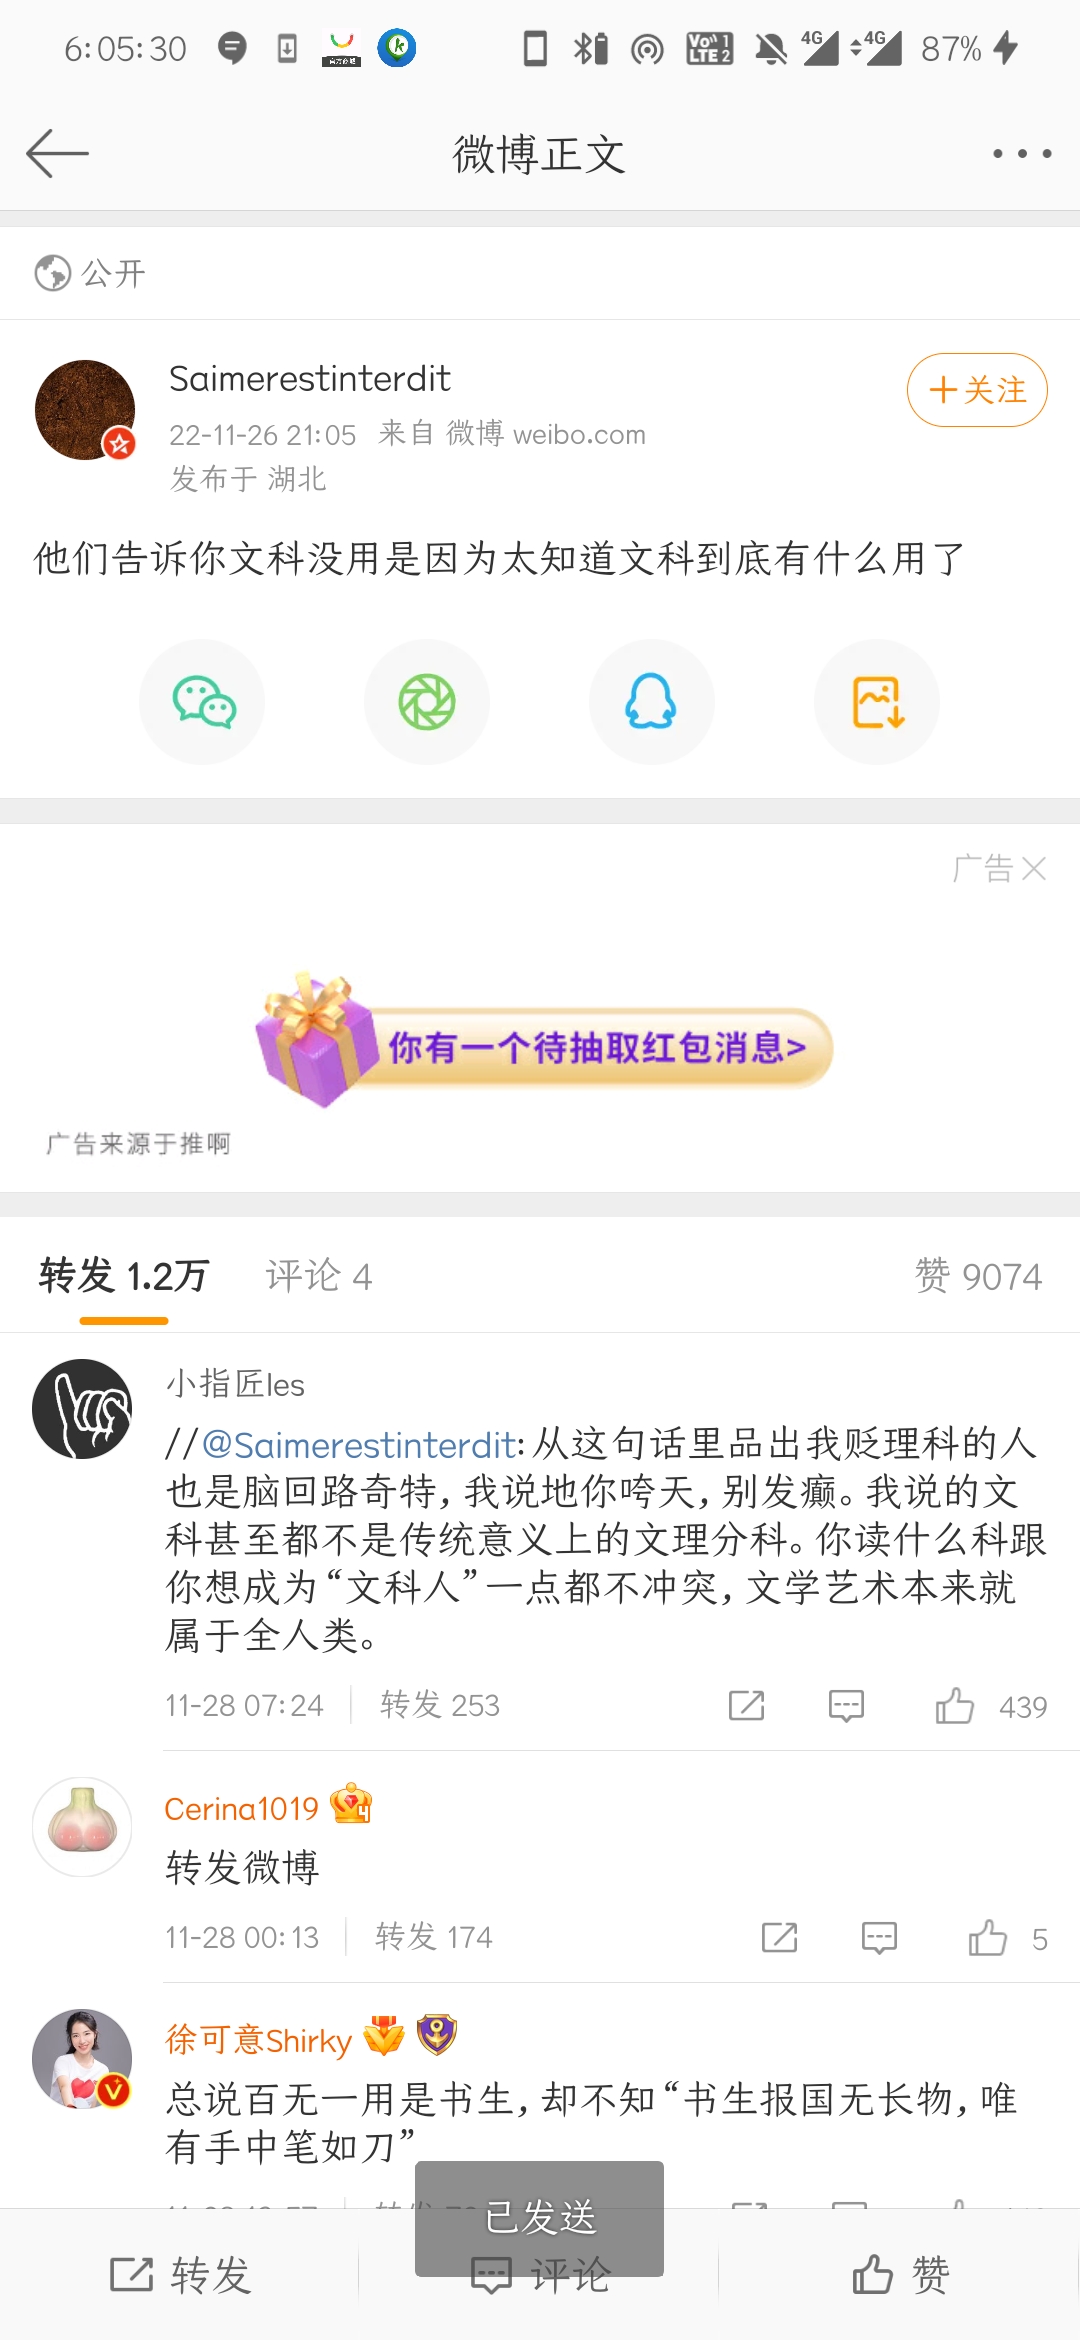 6:05:30
Vo 1
LTE 2
4G
4G
87%
微博正文
公开
Saimerestinterdit
+关注
22-11-26 21:05 来自 微博 weibo.com
发布于 湖北
他们告诉你文科没用是因为太知道文科到底有什么用了
广告
你有一个待抽取红包消息>
广告来源于推啊
转发 1.2万
评论 4
赞 9074
小指匠les
//@Saimerestinterdit:从这句话里品出我贬理科的人
也是脑回路奇特，我说地你咵天，别发癫。我说的文
科甚至都不是传统意义上的文理分科。你读什么科跟
你想成为“文科人”一点都不冲突，文学艺术本来就
属于全人类。
11-28 07:24
转发 253
439
Cerina1019
4
转发微博
11-28 00:13
转发 174
5
徐可意Shirky
总说百无一用是书生，却不知“书生报国无长物，唯
有手中笔如刀”
已发送
转发
评论
赞